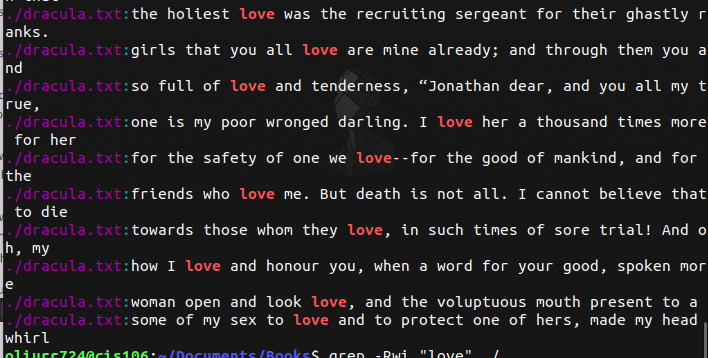 ./dracula.txt:the holiest love was the recruiting sergeant for their ghastly r
anks.
./dracula.txt:girls that you all love are mine already; and through them you a
nd
./dracula.txt:so full of love and tenderness, “Jonathan dear, and you all my t
rue,
./dracula.txt:one is my poor wronged darling. I love her a thousand times more
 for her
./dracula.txt:for the safety of one we love--for the good of mankind, and for
the
./dracula.txt:friends who love me. But death is not all. I cannot believe that
 to die
./dracula.txt:towards those whom they love, in such times of sore trial! And o
h, my
./dracula.txt:how I love and honour you, when a word for your good, spoken mor
e
./dracula.txt:woman open and look love, and the voluptuous mouth present to a
./dracula.txt:some of my sex to love and to protect one of hers, made my head
whirl
oliurr724@cis106:~/Documents/Books$ grep -Rwi "love" ./